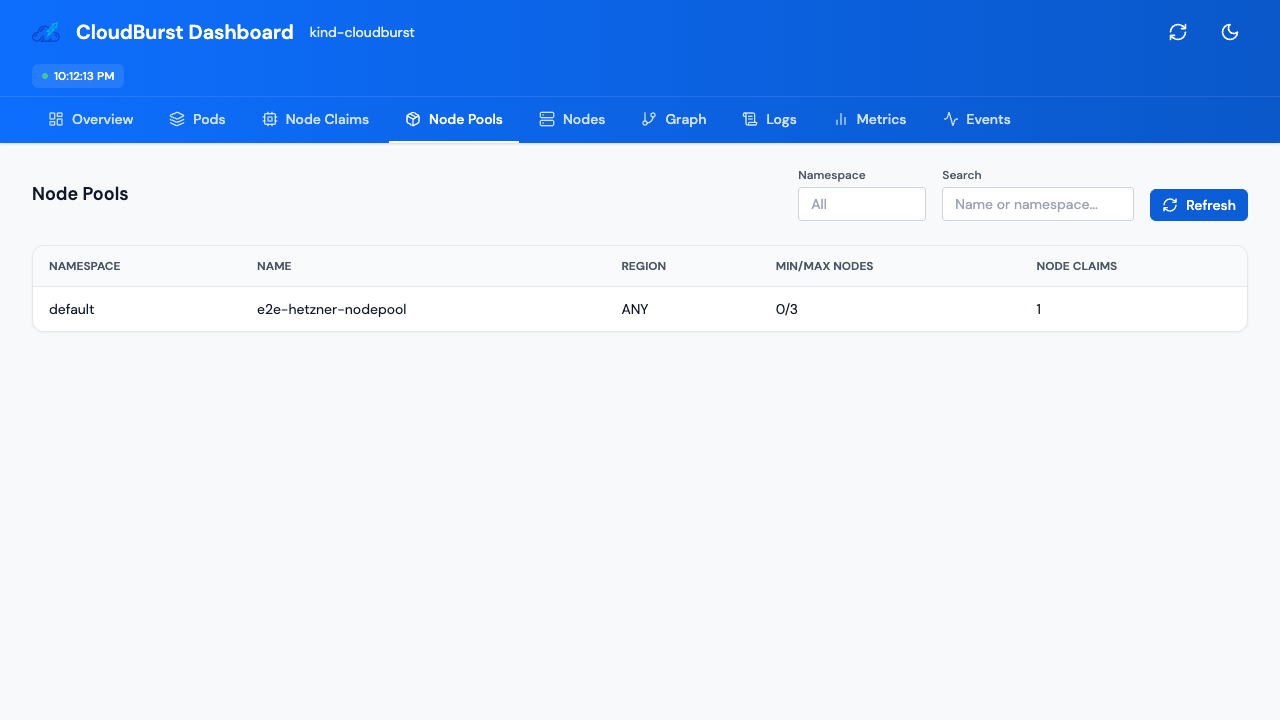 CloudBurst Dashboard kind-cloudburst
10:12:13 PM
Overview Pods Node Claims Node Pools Nodes Graph Logs Metrics Events
Node Pools
Namespace Search
All Name or namespace... Refresh
NAMESPACE NAME REGION MIN/MAX NODES NODE CLAIMS
default e2e-hetzner-nodepool ANY 0/3 1